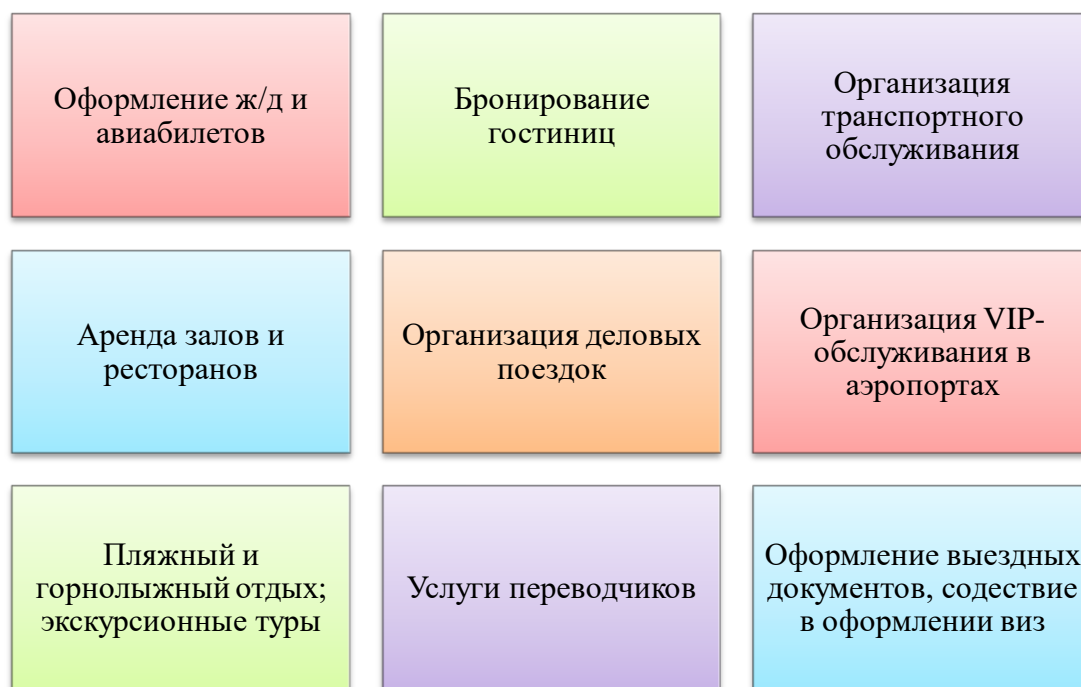 Оформление ж/д и
авиабилетов
Бронирование
гостиниц
Организация
транспортного
обслуживания
Аренда залов и
ресторанов
Организация деловых
поездок
Организация VIP-
обслуживания в
аэропортах
Пляжный и
горнолыжный отдых;
экскурсионные туры
Услуги переводчиков
Оформление выездных
документов, содествие
в оформлении виз